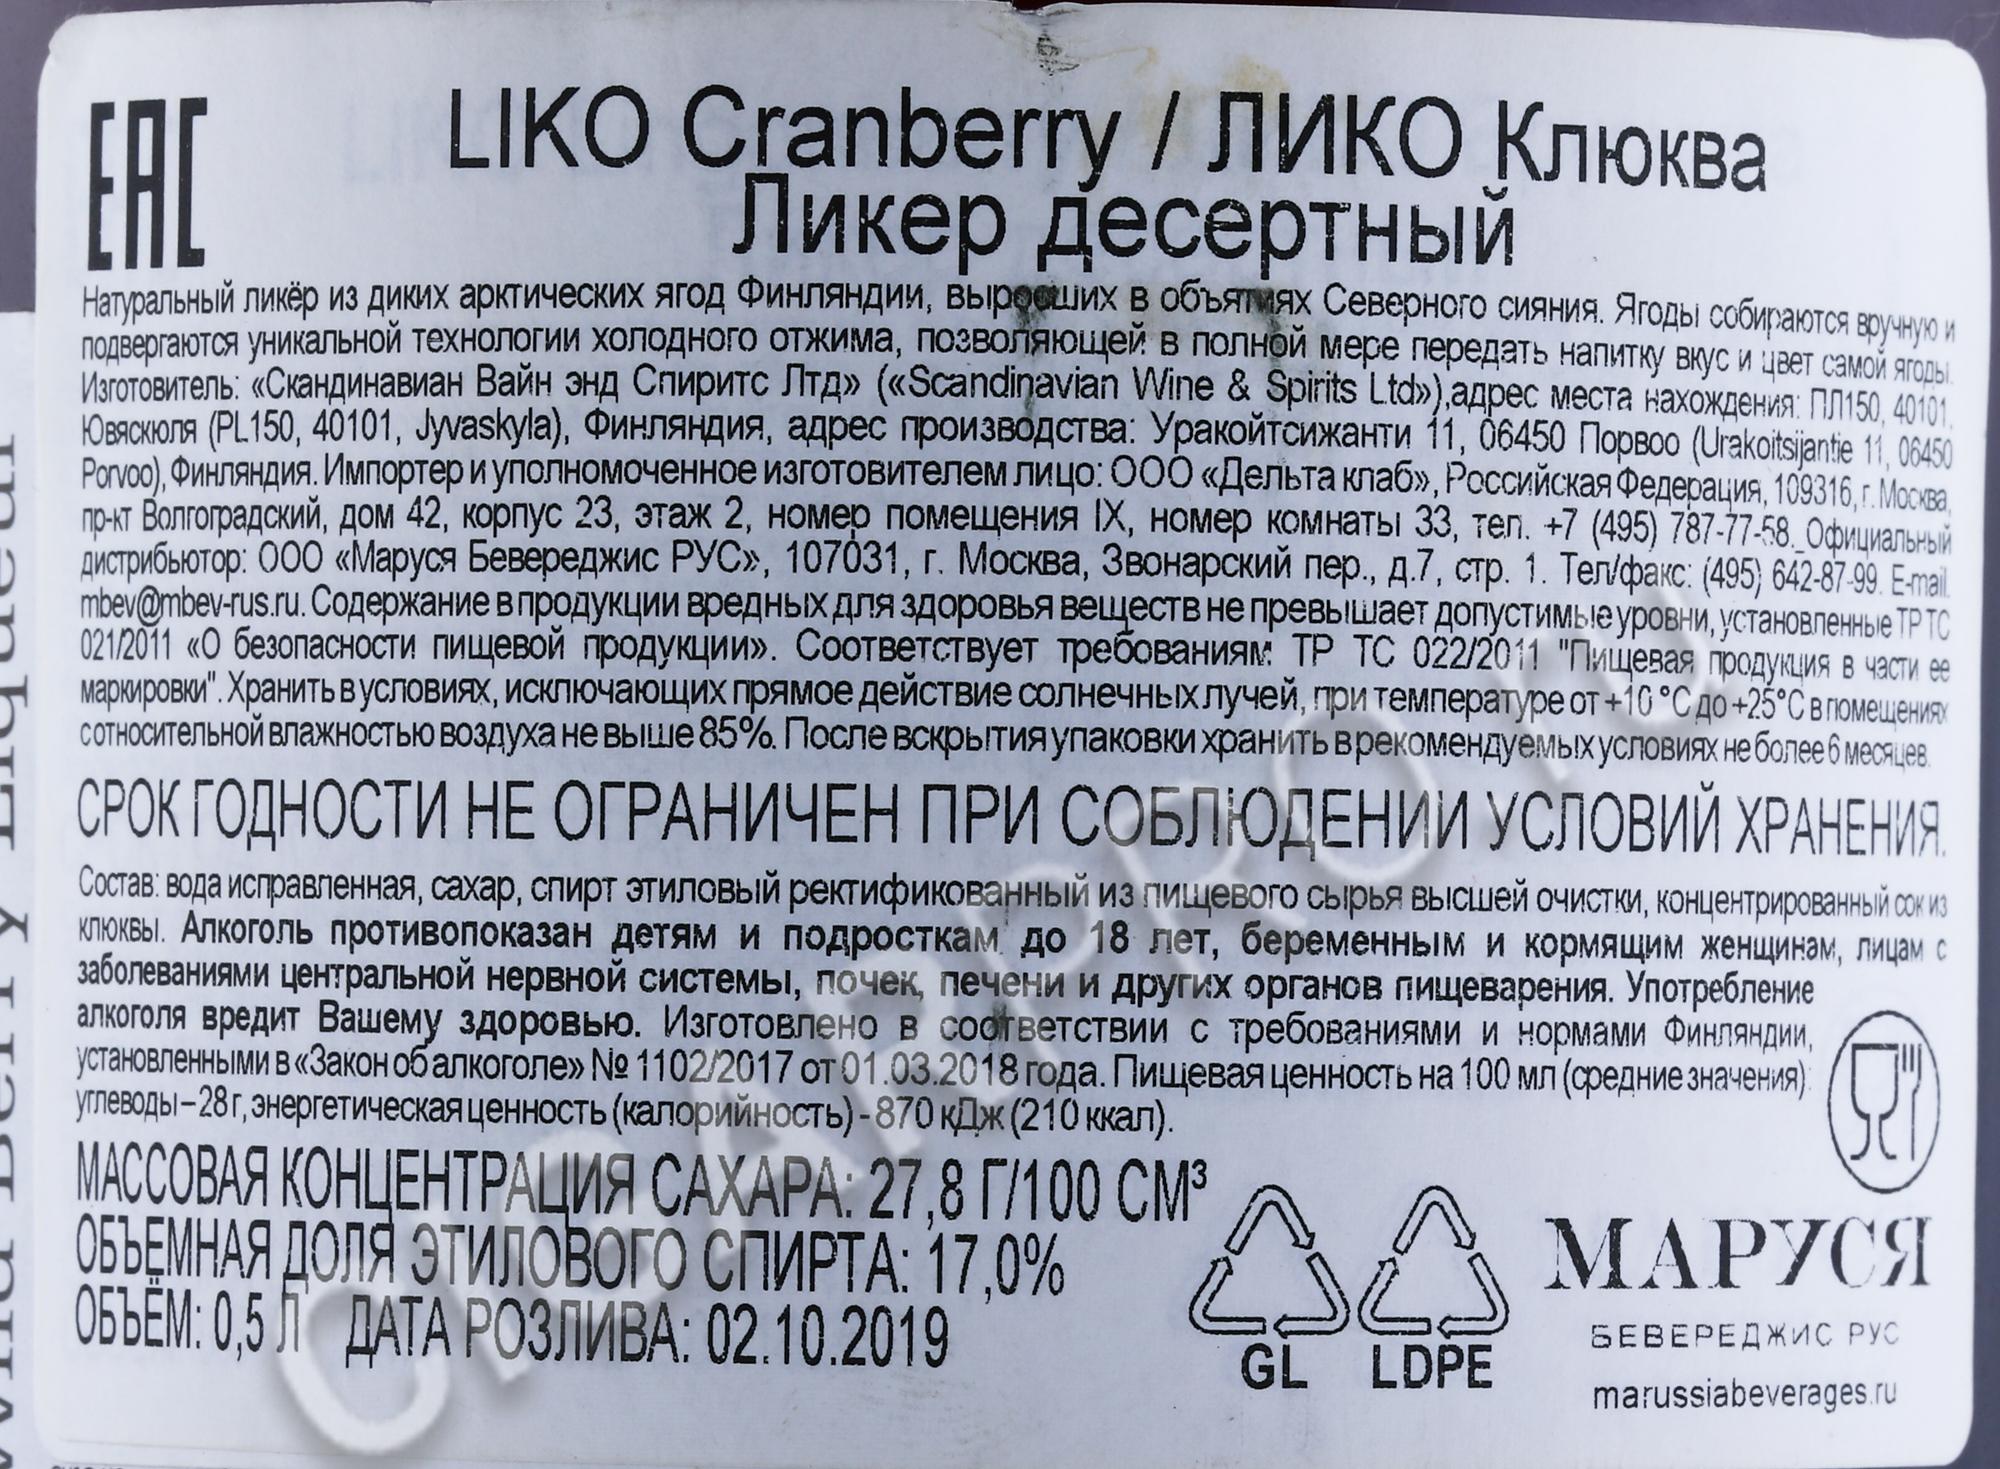 EAC
LIKO Cranberry / ЛИКО Клюква
Ликер десертный
Натуральный ликёр из диких арктических ягод Финляндии, выросших в объятиях Северного сияния. Ягоды собираются вручную и
подвергаются уникальной технологии холодного отжима, позволяющей в полной мере передать напитку вкус и цвет самой ягоды.
Изготовитель: «Скандинавиан Вайн энд Спиритс Лтд» («Scandinavian Wine & Spirits Ltd»),адрес места нахождения: ПЛ150, 40101,
Ювяскюля (PL150, 40101, Jyvaskyla), Финляндия, адрес производства: Уракойтсижанти 11, 06450 Порвоо (Urakoitsijantie 11, 06450
Porvoo), Финляндия. Импортер и уполномоченное изготовителем лицо: ООО «Дельта клаб», Российская Федерация, 109316, г. Москва,
пр-кт Волгоградский, дом 42, корпус 23, этаж 2, номер помещения IX, номер комнаты 33, тел. +7 (495) 787-77-58. Официальный
дистрибьютор: ООО «Маруся Бевереджис РУС», 107031, г. Москва, Звонарский пер., д.7, стр. 1. Тел/факс: (495) 642-87-99. E-mail:
mbev@mbev-rus.ru. Содержание в продукции вредных для здоровья веществ не превышает допустимые уровни, установленные ТР ТС
021/2011 «О безопасности пищевой продукции». Соответствует требованиям ТР ТС 022/2011 "Пищевая продукция в части ее
маркировки". Хранить в условиях, исключающих прямое действие солнечных лучей, при температуре от +10 °С до +25°С в помещениях
с относительной влажностью воздуха не выше 85%. После вскрытия упаковки хранить в рекомендуемых условиях не более 6 месяцев.
СРОК ГОДНОСТИ НЕ ОГРАНИЧЕН ПРИ СОБЛЮДЕНИИ УСЛОВИЙ ХРАНЕНИЯ.
Состав: вода исправленная, сахар, спирт этиловый ректификованный из пищевого сырья высшей очистки, концентрированный сок из
клюквы. Алкоголь противопоказан детям и подросткам до 18 лет, беременным и кормящим женщинам, лицам с
заболеваниями центральной нервной системы, почек, печени и других органов пищеварения. Употребление
алкоголя вредит Вашему здоровью. Изготовлено в соответствии с требованиями и нормами Финляндии,
установленными в «Закон об алкоголе» № 1102/2017 от 01.03.2018 года. Пищевая ценность на 100 мл (средние значения)
углеводы – 28 г, энергетическая ценность (калорийность) - 870 кДж (210 ккал).
МАССОВАЯ КОНЦЕНТРАЦИЯ САХАРА: 27,8 Г/100 СМ³
ОБЪЕМНАЯ ДОЛЯ ЭТИЛОВОГО СПИРТА: 17,0%
ОБЪЁМ: 0,5 Л ДАТА РОЗЛИВА: 02.10.2019
GL LDPE
МАРУСЯ
БЕВЕРЕДЖИС РУС
marussiabeverages.ru
CIGARPRO.ru